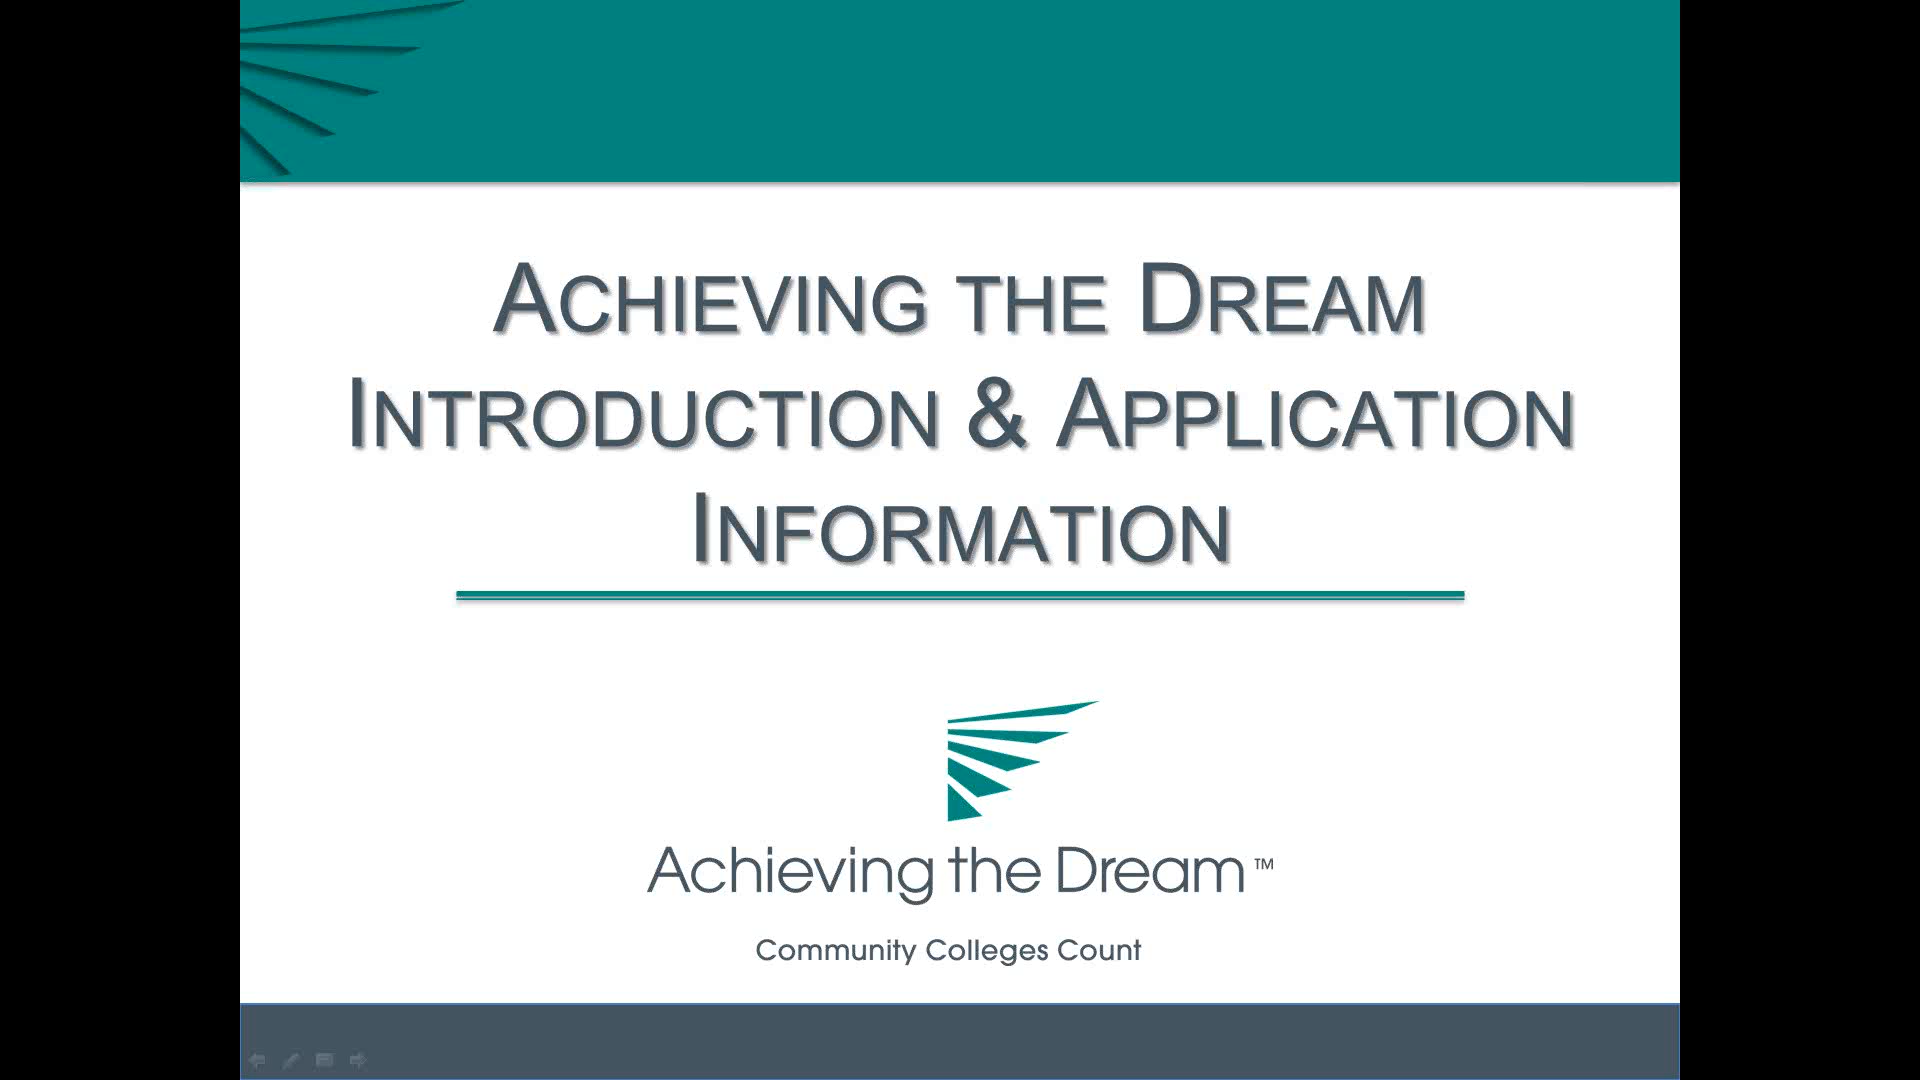 ACHIEVING THE DREAM
INTRODUCTION & APPLICATION
INFORMATION
Achieving the Dream™
Community Colleges Count